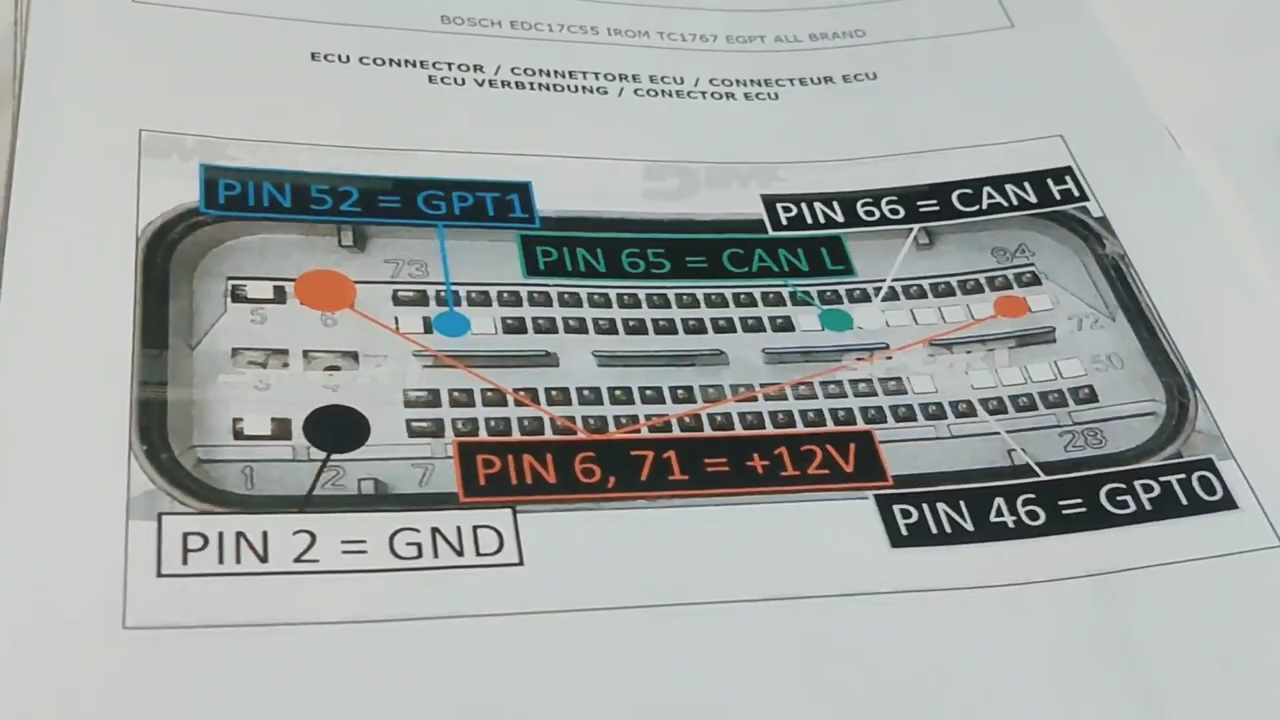 BOSCH EDC17C55 IROM TC1767 EGPT ALL BRAND
ECU CONNECTOR / CONNETTORE ECU / CONNECTEUR ECU
ECU VERBINDUNG / CONECTOR ECU
PIN 52 = GPT1
PIN 66 = CAN H
PIN 65 = CAN L
73
94
5
6
72
3
4
50
1
2
7
28
PIN 6, 71 = +12V
PIN 46 = GPT0
PIN 2 = GND